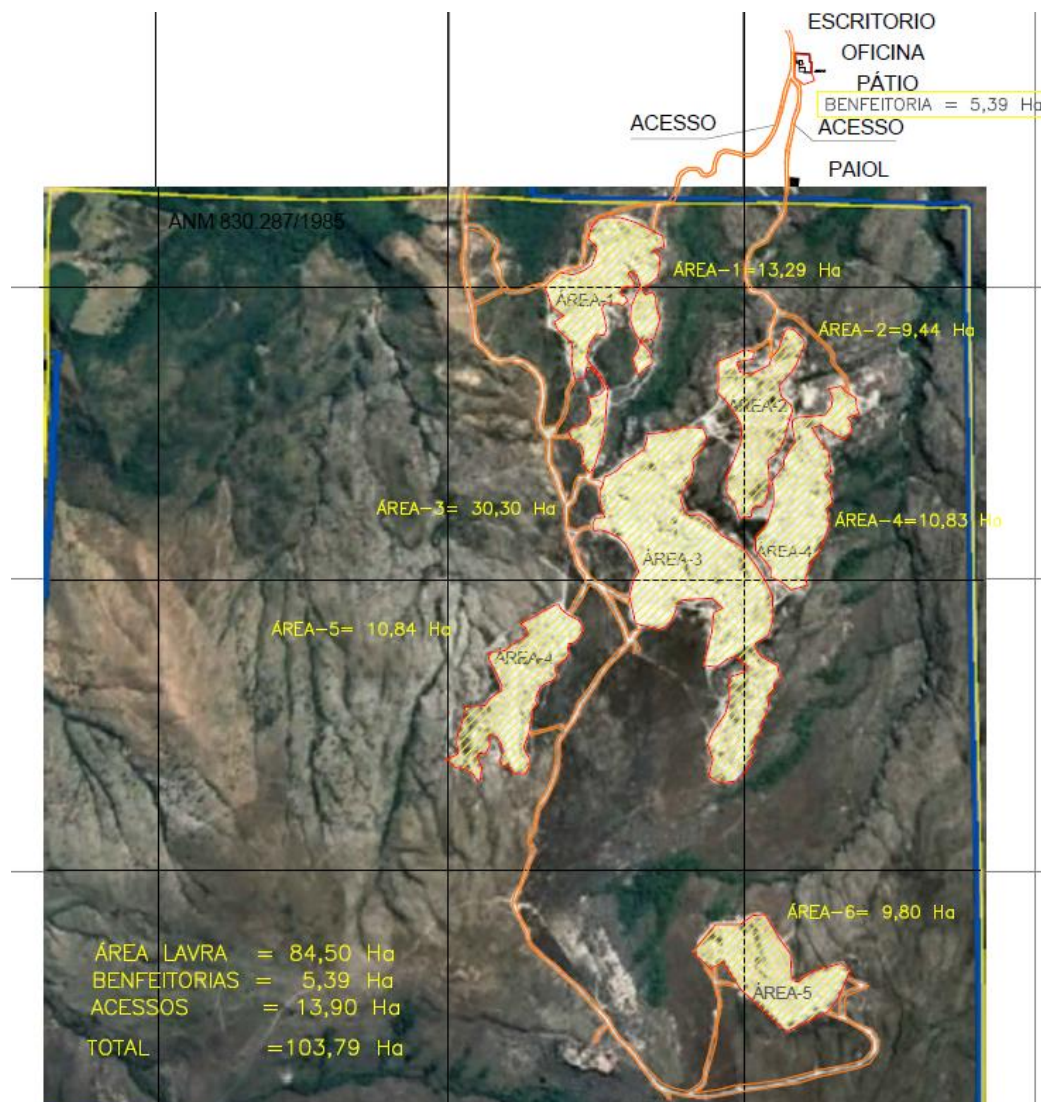 ESCRITORIO
OFICINA
PÁTIO
BENFEITORIA = 5,39 Ha
ACESSO
ACESSO
PAIOL
ANM 830.287/1985
ÁREA-1=13,29 Ha
ÁREA-1
ÁREA-2=9,44 Ha
ÁREA-2
ÁREA-3= 30,30 Ha
ÁREA-4=10,83 Ha
ÁREA-3
ÁREA-4
ÁREA-5= 10,84 Ha
ÁREA-4
ÁREA-6= 9,80 Ha
ÁREA-5
ÁREA LAVRA = 84,50 Ha
BENFEITORIAS = 5,39 Ha
ACESSOS = 13,90 Ha
TOTAL =103,79 Ha